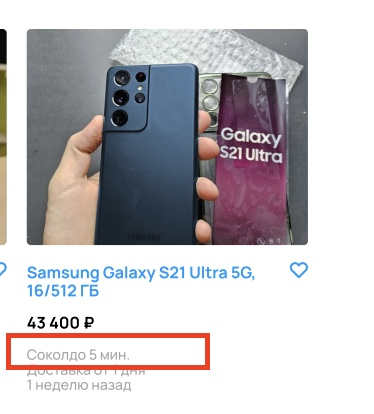 Galaxy
S21 Ultra
SAMSUNG
Samsung Galaxy S21 Ultra 5G,
16/512 ГБ
43 400 ₽
Соколдо 5 мин.
Доставка от 1 дня
1 неделю назад